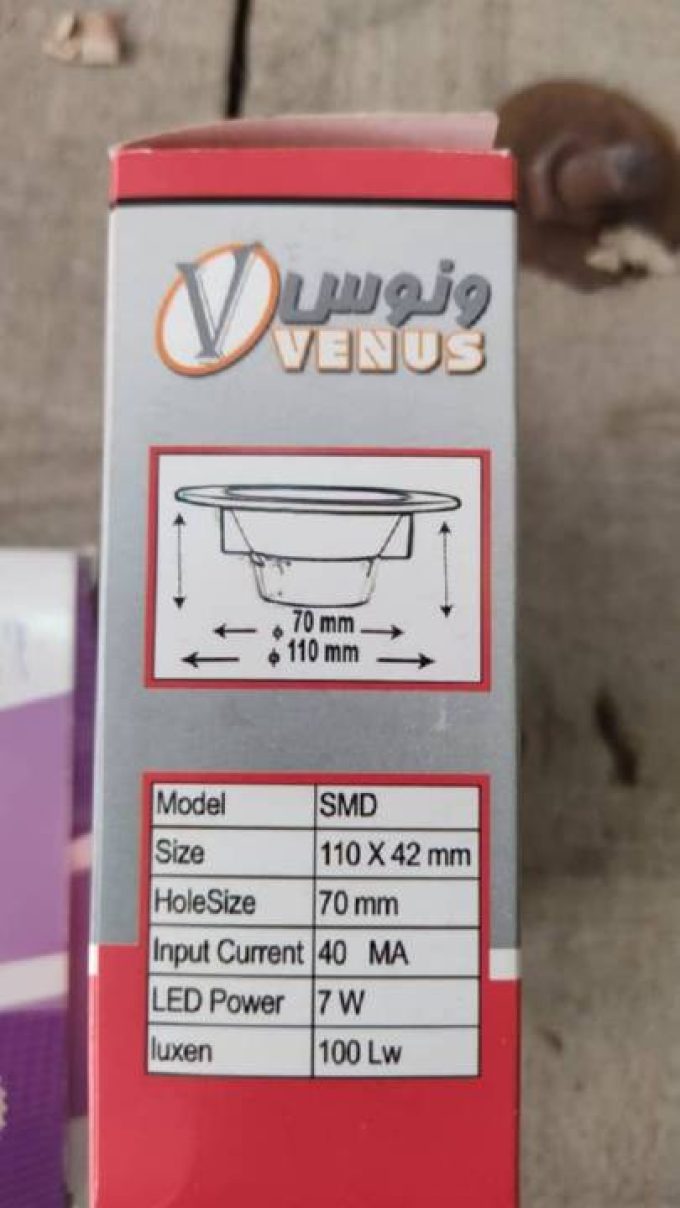 V
ونوس
VENUS
ϕ 70 mm
ϕ 110 mm
Model SMD
Size 110 X 42 mm
HoleSize 70 mm
Input Current 40 MA
LED Power 7 W
luxen 100 Lw